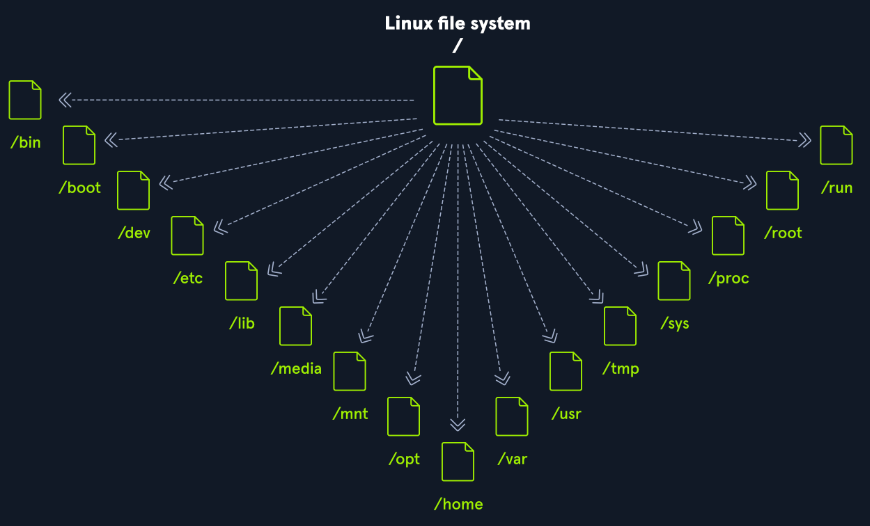 Linux file system
/
/bin
/boot
/dev
/etc
/lib
/media
/mnt
/opt
/home
/var
/usr
/tmp
/sys
/proc
/root
/run